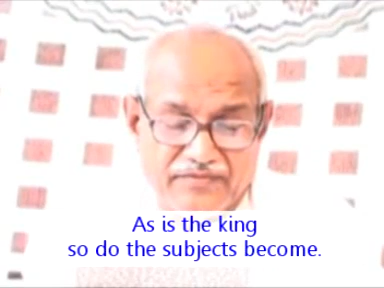 As is the king
so do the subjects become.